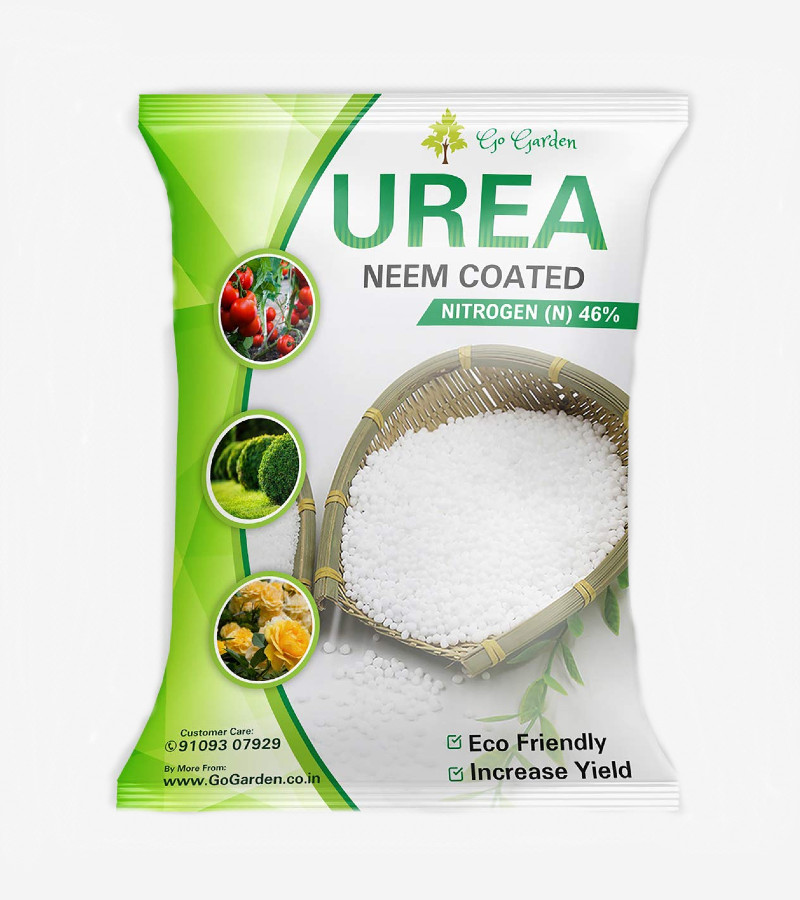 Go Garden
UREA
NEEM COATED
NITROGEN (N) 46%
Customer Care:
91093 07929
By More From:
www.GoGarden.co.in
Eco Friendly
Increase Yield